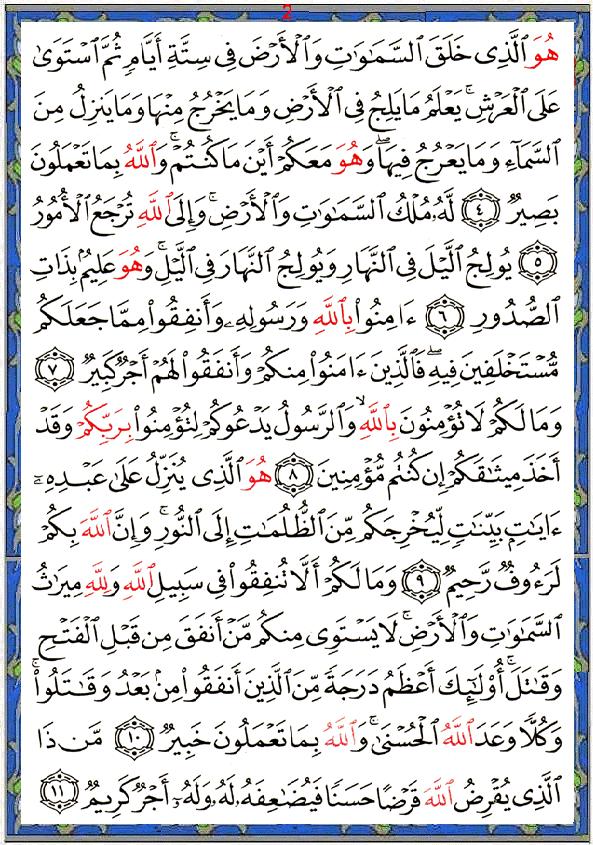 2
هُوَ ٱلَّذِى خَلَقَ ٱلسَّمَٰوَٰتِ وَٱلْأَرْضَ فِى سِتَّةِ أَيَّامٍ ثُمَّ ٱسْتَوَىٰ
عَلَى ٱلْعَرْشِ ۚ يَعْلَمُ مَا يَلِجُ فِى ٱلْأَرْضِ وَمَا يَخْرُجُ مِنْهَا وَمَا يَنزِلُ مِنَ
ٱلسَّمَآءِ وَمَا يَعْرُجُ فِيهَا ۖ وَهُوَ مَعَكُمْ أَيْنَ مَا كُنتُمْ ۚ وَٱللَّهُ بِمَا تَعْمَلُونَ
بَصِيرٌ ﴿٤﴾ لَّهُۥ مُلْكُ ٱلسَّمَٰوَٰتِ وَٱلْأَرْضِ ۚ وَإِلَى ٱللَّهِ تُرْجَعُ ٱلْأُمُورُ
﴿٥﴾ يُولِجُ ٱلَّيْلَ فِى ٱلنَّهَارِ وَيُولِجُ ٱلنَّهَارَ فِى ٱلَّيْلِ ۚ وَهُوَ عَلِيمٌۢ بِذَاتِ
ٱلصُّدُورِ ﴿٦﴾ ءَامِنُوا۟ بِٱللَّهِ وَرَسُولِهِۦ وَأَنفِقُوا۟ مِمَّا جَعَلَكُم
مُّسْتَخْلَفِينَ فِيهِ ۖ فَٱلَّذِينَ ءَامَنُوا۟ مِنكُمْ وَأَنفَقُوا۟ لَهُمْ أَجْرٌ كَبِيرٌ ﴿٧﴾
وَمَا لَكُمْ لَا تُؤْمِنُونَ بِٱللَّهِ ۙ وَٱلرَّسُولُ يَدْعُوكُمْ لِتُؤْمِنُوا۟ بِرَبِّكُمْ وَقَدْ
أَخَذَ مِيثَٰقَكُمْ إِن كُنتُم مُّؤْمِنِينَ ﴿٨﴾ هُوَ ٱلَّذِى يُنَزِّلُ عَلَىٰ عَبْدِهِۦٓ
ءَايَٰتٍۭ بَيِّنَٰتٍ لِّيُخْرِجَكُم مِّنَ ٱلظُّلُمَٰتِ إِلَى ٱلنُّورِ ۚ وَإِنَّ ٱللَّهَ بِكُمْ
لَرَءُوفٌ رَّحِيمٌ ﴿٩﴾ وَمَا لَكُمْ أَلَّا تُنفِقُوا۟ فِى سَبِيلِ ٱللَّهِ وَلِلَّهِ مِيرَٰثُ
ٱلسَّمَٰوَٰتِ وَٱلْأَرْضِ ۚ لَا يَسْتَوِى مِنكُم مَّنْ أَنفَقَ مِن قَبْلِ ٱلْفَتْحِ
وَقَٰتَلَ ۚ أُو۟لَٰٓئِكَ أَعْظَمُ دَرَجَةً مِّنَ ٱلَّذِينَ أَنفَقُوا۟ مِنۢ بَعْدُ وَقَٰتَلُوا۟ ۚ
وَكُلًّا وَعَدَ ٱللَّهُ ٱلْحُسْنَىٰ ۚ وَٱللَّهُ بِمَا تَعْمَلُونَ خَبِيرٌ ﴿١٠﴾ مَّن ذَا
ٱلَّذِى يُقْرِضُ ٱللَّهَ قَرْضًا حَسَنًا فَيُضَٰعِفَهُۥ لَهُۥ وَلَهُۥٓ أَجْرٌ كَرِيمٌ ﴿١١﴾